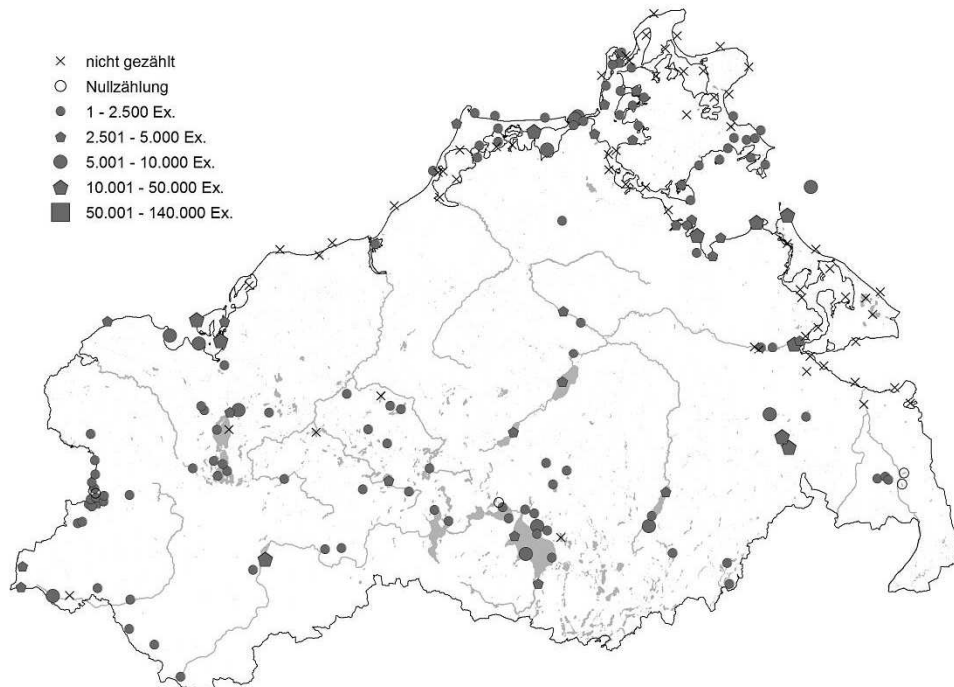 nicht gezählt
Nullzählung
1 - 2.500 Ex.
2.501 - 5.000 Ex.
5.001 - 10.000 Ex.
10.001 - 50.000 Ex.
50.001 - 140.000 Ex.